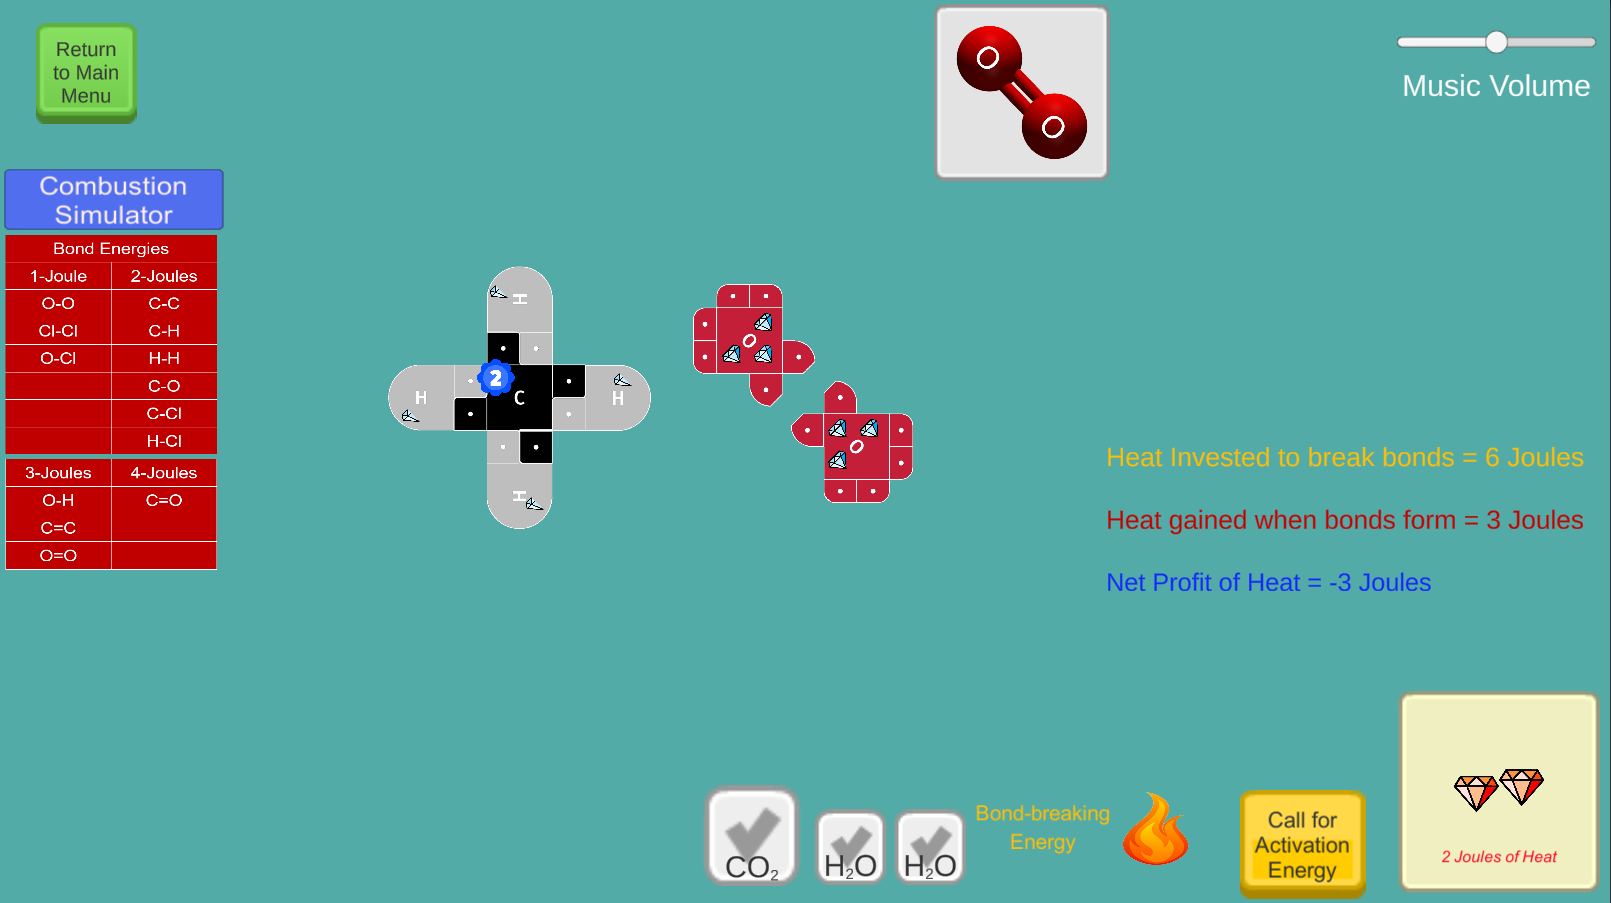 Return
to Main
Menu
O
O
Music Volume
Combustion
Simulator
Bond Energies
1-Joule 2-Joules
O-O C-C
Cl-Cl C-H
O-Cl H-H
C-O
C-Cl
H-Cl
3-Joules 4-Joules
O-H C=O
C=C
O=O
H
H
2
C
H
H
O
O
Heat Invested to break bonds = 6 Joules
Heat gained when bonds form = 3 Joules
Net Profit of Heat = -3 Joules
CO₂
H₂O
H₂O
Bond-breaking
Energy
Call for
Activation
Energy
2 Joules of Heat